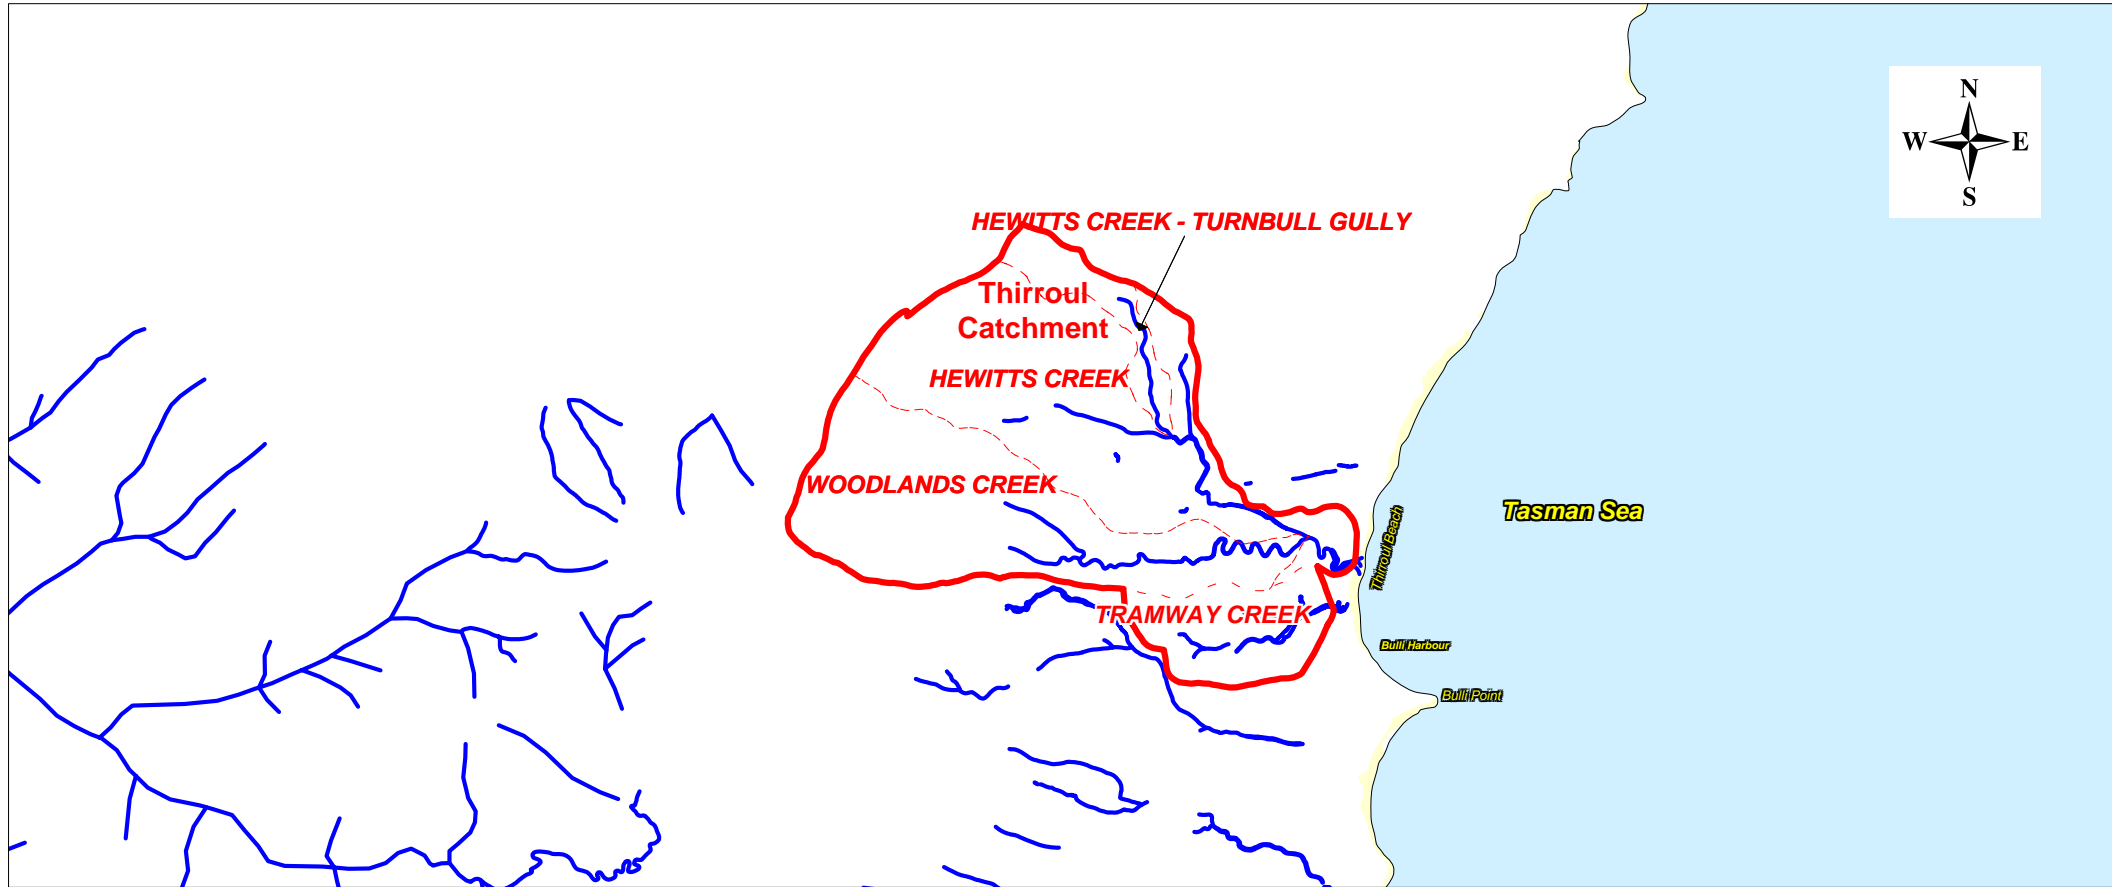 N
W E
S
HEWITTS CREEK - TURNBULL GULLY
Thirroul
Catchment
HEWITTS CREEK
WOODLANDS CREEK
Tasman Sea
Thirroul Beach
TRAMWAY CREEK
Bulli Harbour
Bulli Point